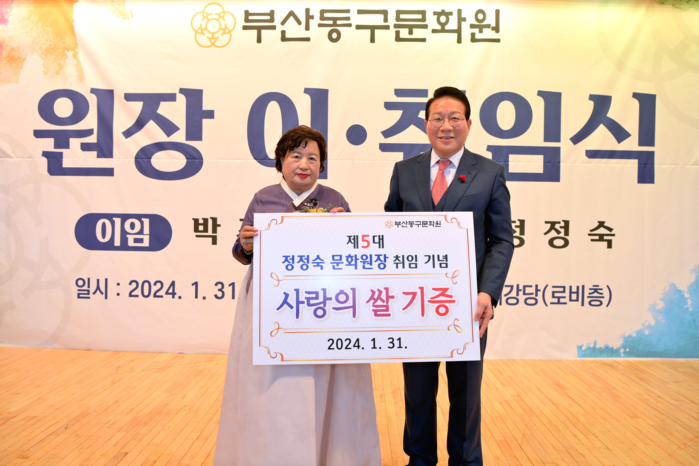 부산동구문화원
원장 이·취임식
이임 박 정정숙
일시 : 2024. 1. 31 강당(로비층)
부산동구문화원
제5대
정정숙 문화원장 취임 기념
사랑의 쌀 기증
2024. 1. 31.